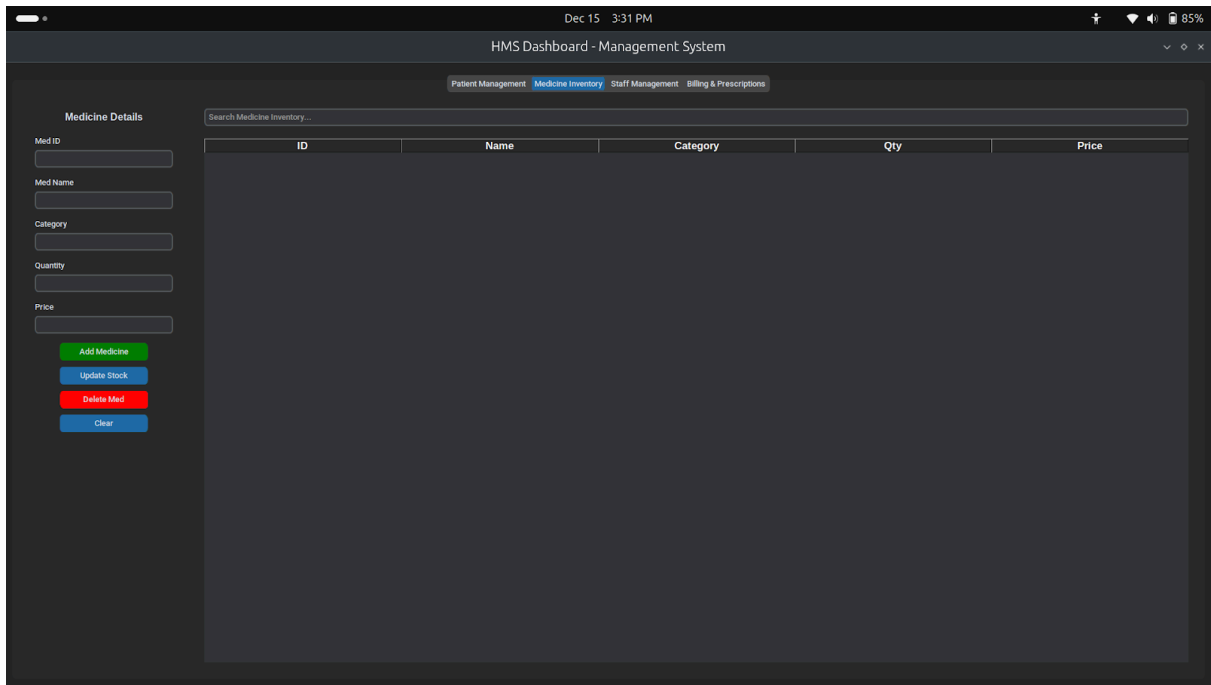 Dec 15 3:31 PM
85%
HMS Dashboard - Management System
Patient Management Medicine Inventory Staff Management Billing & Prescriptions
Medicine Details
Search Medicine Inventory...
ID Name Category Qty Price
Med ID
Med Name
Category
Quantity
Price
Add Medicine
Update Stock
Delete Med
Clear